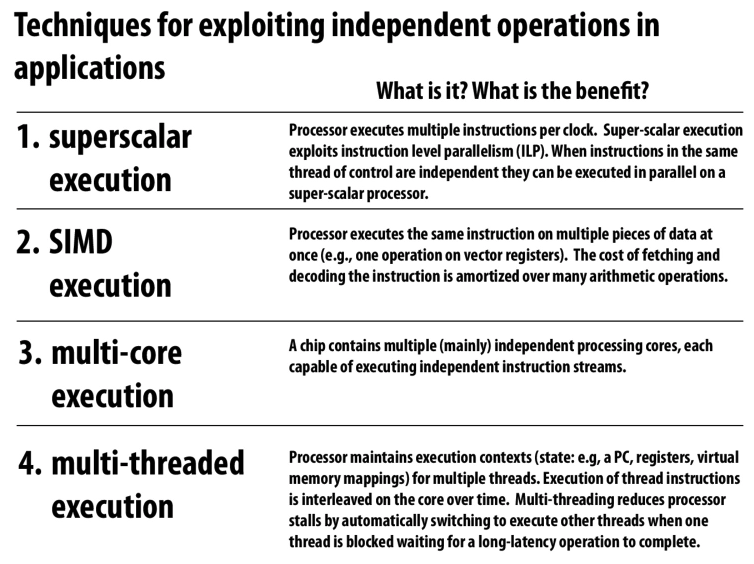 Techniques for exploiting independent operations in
applications
What is it? What is the benefit?
1. superscalar
execution
Processor executes multiple instructions per clock.  Super-scalar execution
exploits instruction level parallelism (ILP). When instructions in the same
thread of control are independent they can be executed in parallel on a
super-scalar processor.
2. SIMD
execution
Processor executes the same instruction on multiple pieces of data at
once (e.g., one operation on vector registers).  The cost of fetching and
decoding the instruction is amortized over many arithmetic operations.
3. multi-core
execution
A chip contains multiple (mainly) independent processing cores, each
capable of executing independent instruction streams.
4. multi-threaded
execution
Processor maintains execution contexts (state: e.g, a PC, registers, virtual
memory mappings) for multiple threads. Execution of thread instructions
is interleaved on the core over time.  Multi-threading reduces processor
stalls by automatically switching to execute other threads when one
thread is blocked waiting for a long-latency operation to complete.